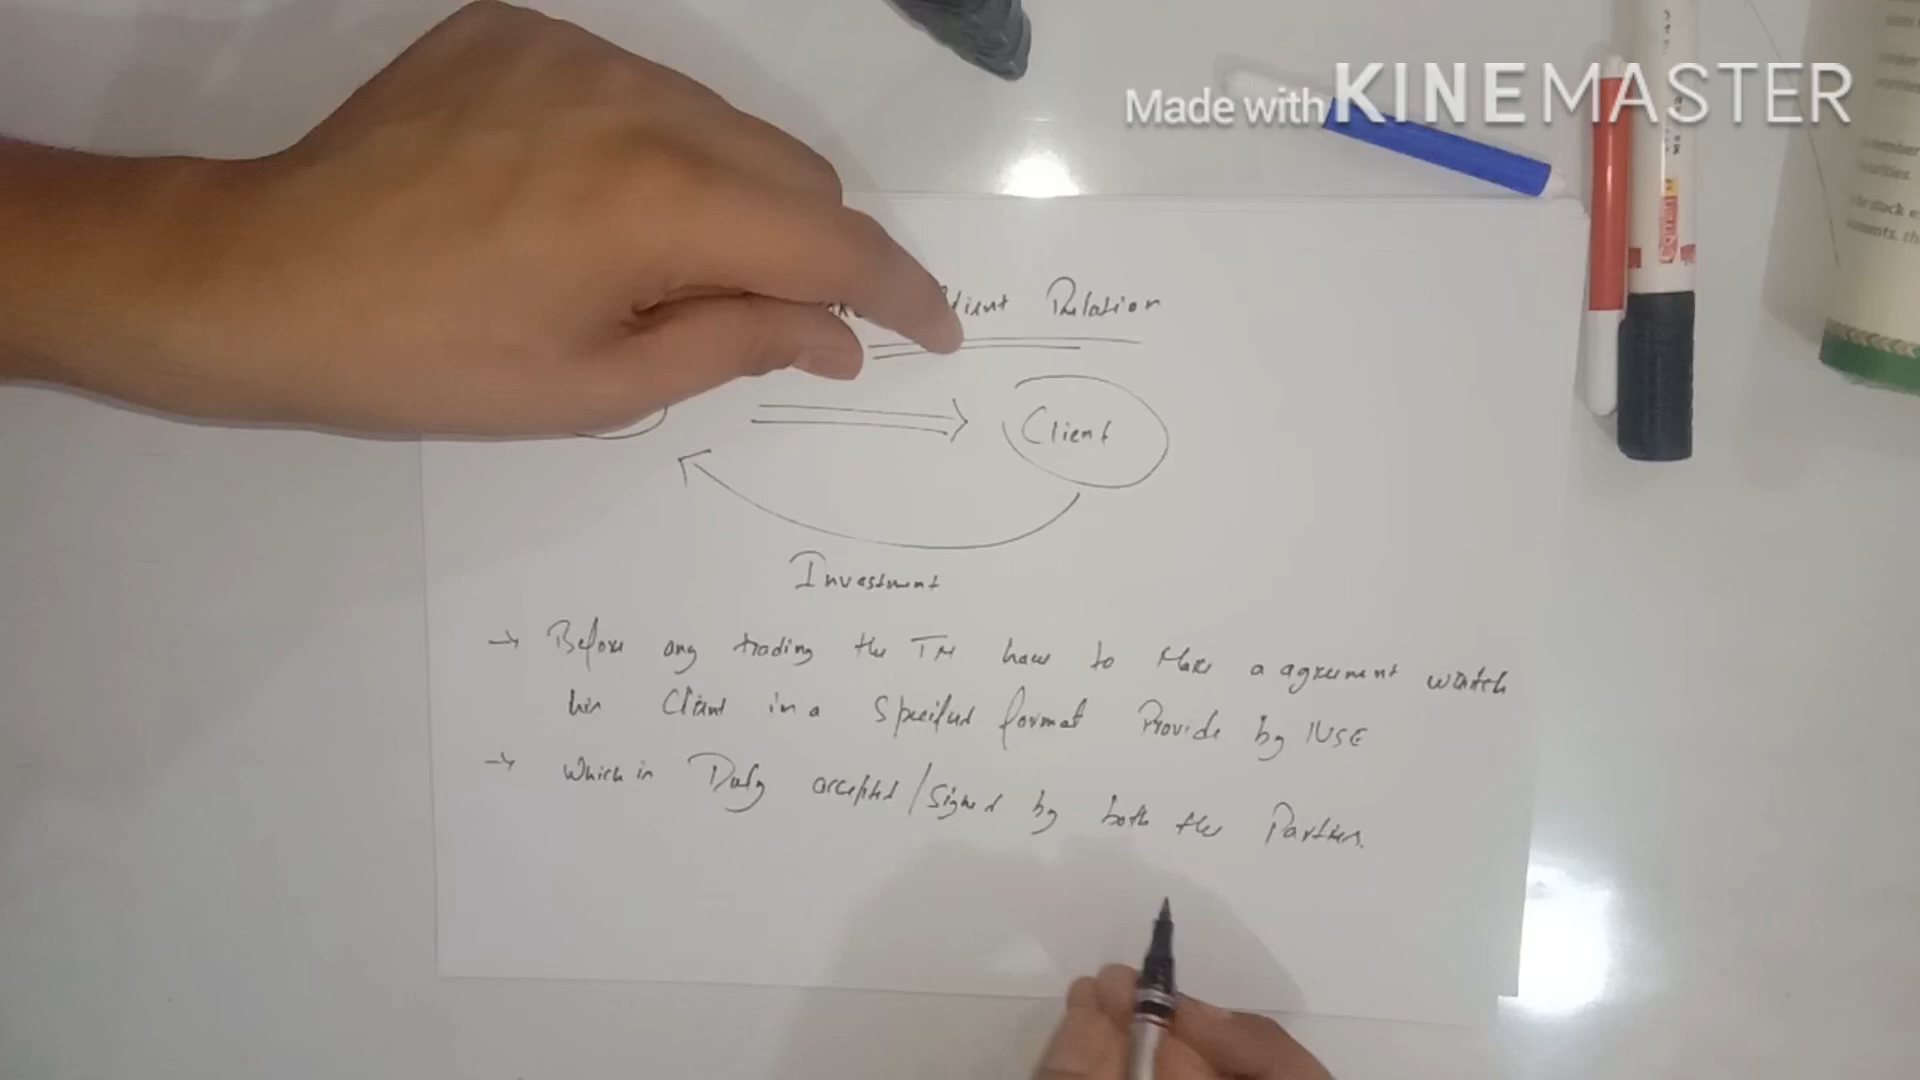 Made with KINEMASTER
Client Relation
Client
Investment
→ Before any trading the TM have to Make a agreement with
his Client in a Specified format Provide by NSE
→ Which is Duly accepted/Signed by both the Parties.